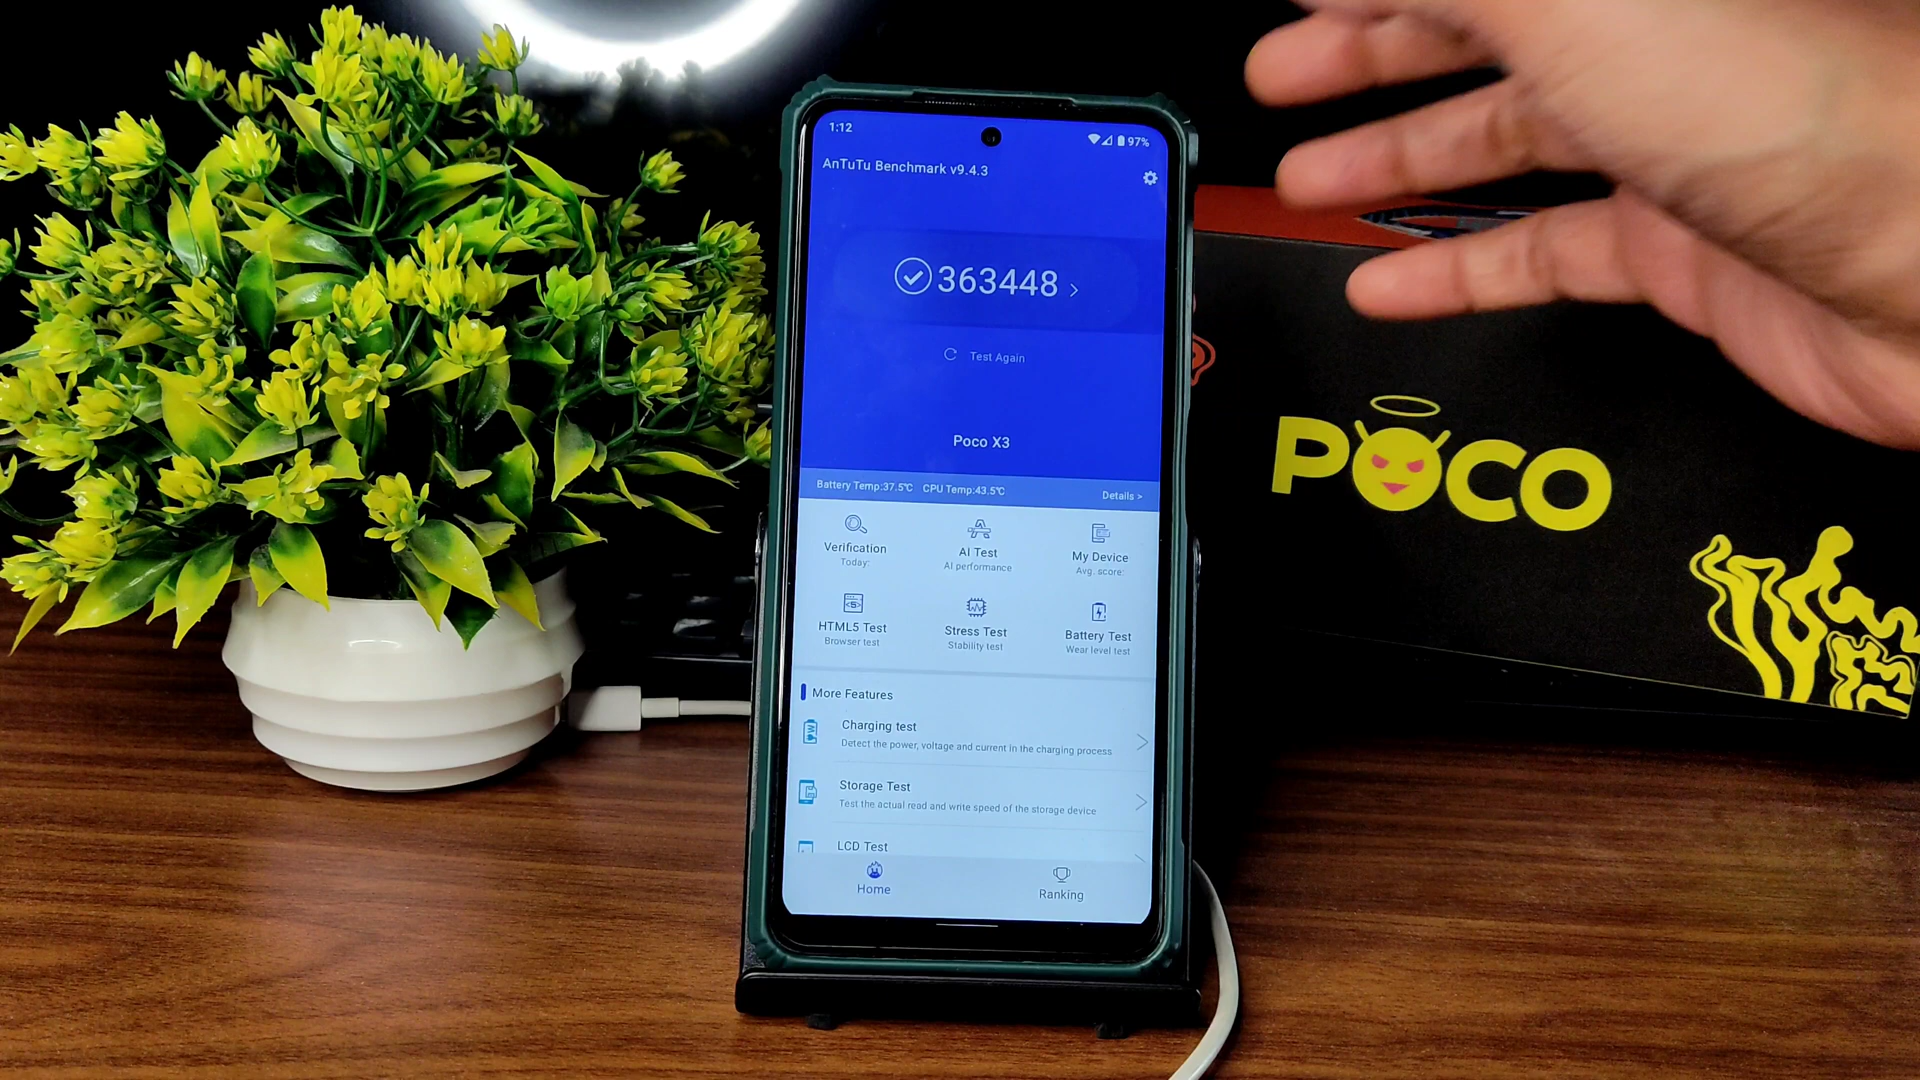 1:12
97%
AnTuTu Benchmark v9.4.3
363448 >
Test Again
Poco X3
Battery Temp:37.5℃ CPU Temp:43.5℃ Details >
Verification
Today:
AI Test
AI performance
My Device
Avg. score:
HTML5 Test
Browser test
Stress Test
Stability test
Battery Test
Wear level test
More Features
Charging test
Detect the power, voltage and current in the charging process
Storage Test
Test the actual read and write speed of the storage device
LCD Test
Home
Ranking
POCO